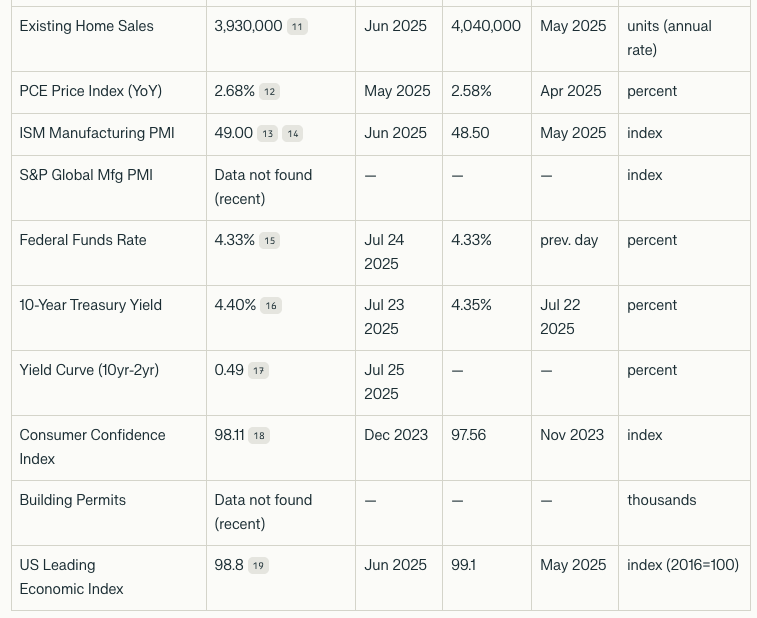 Existing Home Sales 3,930,000 11 Jun 2025 4,040,000 May 2025 units (annual
rate)
PCE Price Index (YoY) 2.68% 12 May 2025 2.58% Apr 2025 percent
ISM Manufacturing PMI 49.00 13 14 Jun 2025 48.50 May 2025 index
S&P Global Mfg PMI Data not found — — — index
(recent)
Federal Funds Rate 4.33% 15 Jul 24 4.33% prev. day percent
2025
10-Year Treasury Yield 4.40% 16 Jul 23 4.35% Jul 22 percent
2025 2025
Yield Curve (10yr-2yr) 0.49 17 Jul 25 — — percent
2025
Consumer Confidence 98.11 18 Dec 2023 97.56 Nov 2023 index
Index
Building Permits Data not found — — — thousands
(recent)
US Leading 98.8 19 Jun 2025 99.1 May 2025 index (2016=100)
Economic Index